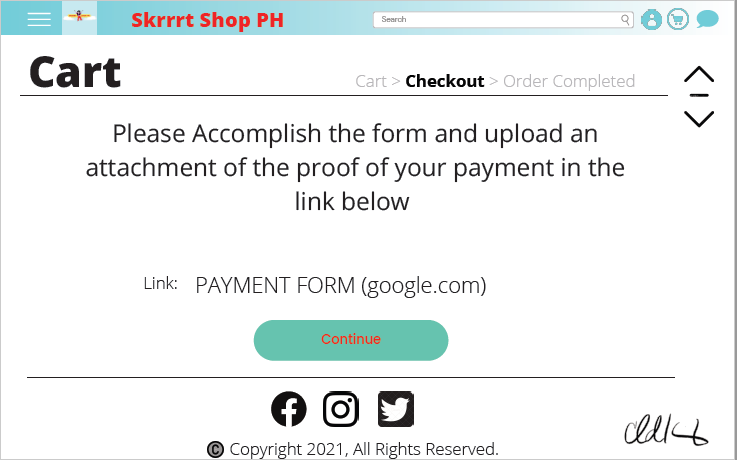 Skrrrt Shop PH
Search
Cart
Cart > Checkout > Order Completed
Please Accomplish the form and upload an
attachment of the proof of your payment in the
link below
Link: PAYMENT FORM (google.com)
Continue
© Copyright 2021, All Rights Reserved.